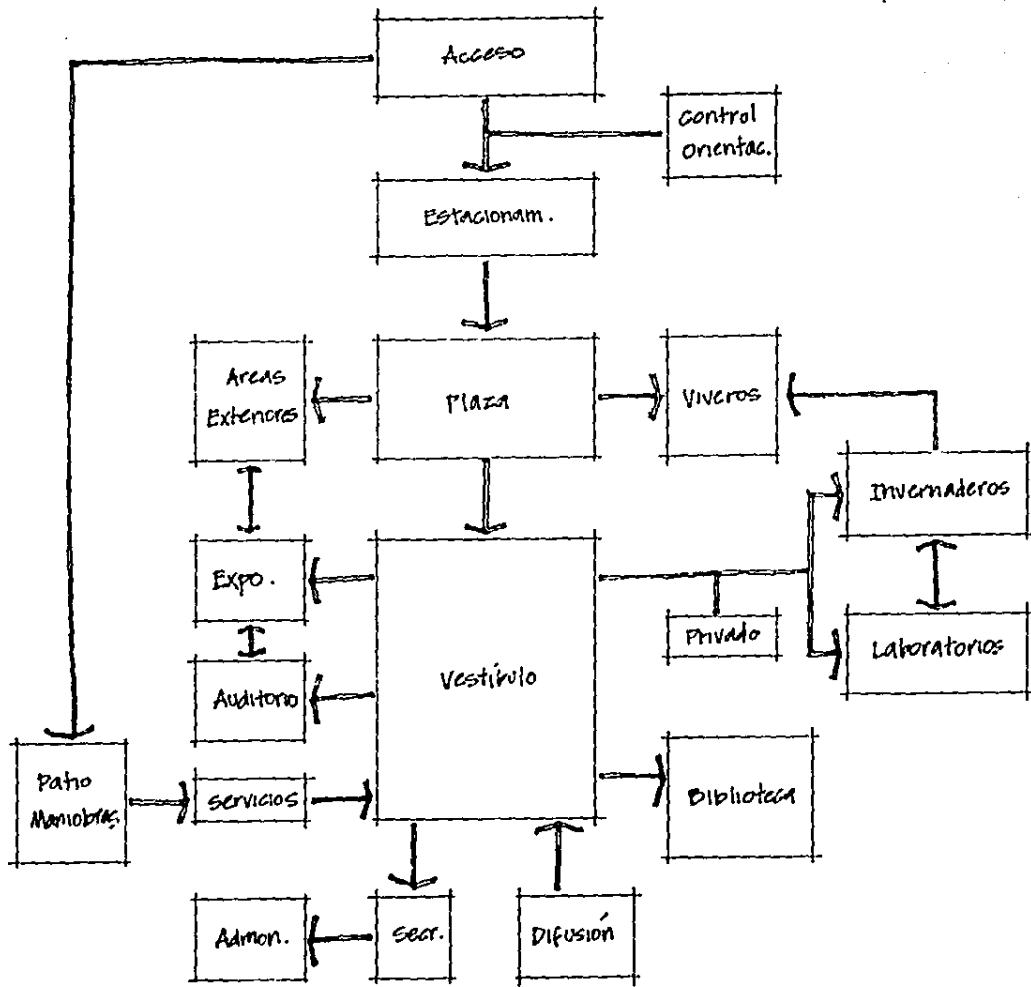 Acceso
Control
Orientac.
Estacionam.
Areas
Exteriores
Plaza
Viveros
Invernaderos
Expo.
Privado
Laboratorios
Vestíbulo
Auditorio
Patio
Maniobras
Servicios
Biblioteca
Admon.
Secr.
Difusión